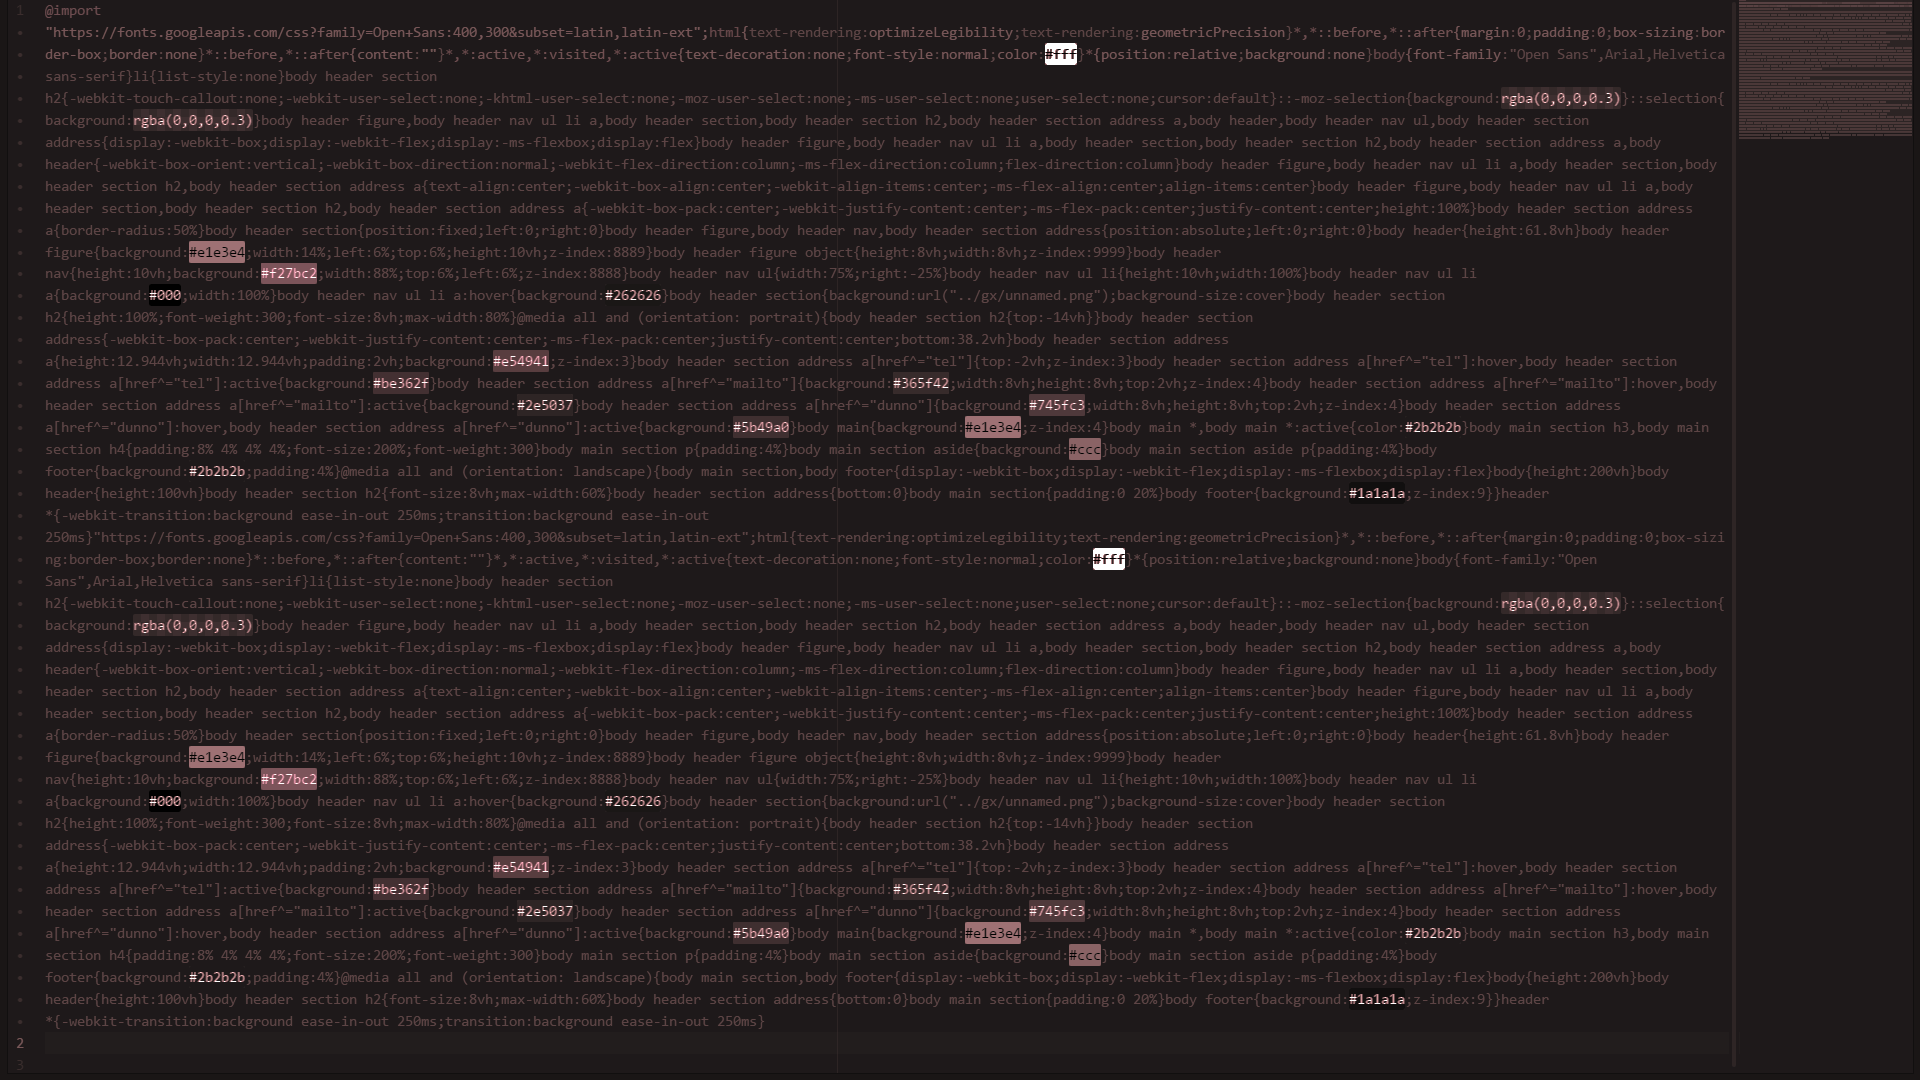 1 @import
"https://fonts.googleapis.com/css?family=Open+Sans:400,300&subset=latin,latin-ext";html{text-rendering:optimizeLegibility;text-rendering:geometricPrecision}*,*::before,*::after{margin:0;padding:0;box-sizing:bor
der-box;border:none}*::before,*::after{content:""}*,*:active,*:visited,*:active{text-decoration:none;font-style:normal;color:#fff}*{position:relative;background:none}body{font-family:"Open Sans",Arial,Helvetica
sans-serif}li{list-style:none}body header section
h2{-webkit-touch-callout:none;-webkit-user-select:none;-khtml-user-select:none;-moz-user-select:none;-ms-user-select:none;user-select:none;cursor:default}::-moz-selection{background:rgba(0,0,0,0.3)}::selection{
background:rgba(0,0,0,0.3)}body header figure,body header nav ul li a,body header section,body header section h2,body header section address a,body header,body header nav ul,body header section
address{display:-webkit-box;display:-webkit-flex;display:-ms-flexbox;display:flex}body header figure,body header nav ul li a,body header section,body header section h2,body header section address a,body
header{-webkit-box-orient:vertical;-webkit-box-direction:normal;-webkit-flex-direction:column;-ms-flex-direction:column;flex-direction:column}body header figure,body header nav ul li a,body header section,body
header section h2,body header section address a{text-align:center;-webkit-box-align:center;-webkit-align-items:center;-ms-flex-align:center;align-items:center}body header figure,body header nav ul li a,body
header section,body header section h2,body header section address a{-webkit-box-pack:center;-webkit-justify-content:center;-ms-flex-pack:center;justify-content:center;height:100%}body header section address
a{border-radius:50%}body header section{position:fixed;left:0;right:0}body header figure,body header nav,body header section address{position:absolute;left:0;right:0}body header{height:61.8vh}body header
figure{background:#e1e3e4;width:14%;left:6%;top:6%;height:10vh;z-index:8889}body header figure object{height:8vh;width:8vh;z-index:9999}body header
nav{height:10vh;background:#f27bc2;width:88%;top:6%;left:6%;z-index:8888}body header nav ul{width:75%;right:-25%}body header nav ul li{height:10vh;width:100%}body header nav ul li
a{background:#000;width:100%}body header nav ul li a:hover{background:#262626}body header section{background:url("../gx/unnamed.png");background-size:cover}body header section
h2{height:100%;font-weight:300;font-size:8vh;max-width:80%}@media all and (orientation: portrait){body header section h2{top:-14vh}}body header section
address{-webkit-box-pack:center;-webkit-justify-content:center;-ms-flex-pack:center;justify-content:center;bottom:38.2vh}body header section address
a{height:12.944vh;width:12.944vh;padding:2vh;background:#e54941;z-index:3}body header section address a[href^="tel"]{top:-2vh;z-index:3}body header section address a[href^="tel"]:hover,body header section
address a[href^="tel"]:active{background:#be362f}body header section address a[href^="mailto"]{background:#365f42;width:8vh;height:8vh;top:2vh;z-index:4}body header section address a[href^="mailto"]:hover,body
header section address a[href^="mailto"]:active{background:#2e5037}body header section address a[href^="dunno"]{background:#745fc3;width:8vh;height:8vh;top:2vh;z-index:4}body header section address
a[href^="dunno"]:hover,body header section address a[href^="dunno"]:active{background:#5b49a0}body main{background:#e1e3e4;z-index:4}body main *,body main *:active{color:#2b2b2b}body main section h3,body main
section h4{padding:8% 4% 4% 4%;font-size:200%;font-weight:300}body main section p{padding:4%}body main section aside{background:#ccc}body main section aside p{padding:4%}body
footer{background:#2b2b2b;padding:4%}@media all and (orientation: landscape){body main section,body footer{display:-webkit-box;display:-webkit-flex;display:-ms-flexbox;display:flex}body{height:200vh}body
header{height:100vh}body header section h2{font-size:8vh;max-width:60%}body header section address{bottom:0}body main section{padding:0 20%}body footer{background:#1a1a1a;z-index:9}}header
*{-webkit-transition:background ease-in-out 250ms;transition:background ease-in-out
250ms}"https://fonts.googleapis.com/css?family=Open+Sans:400,300&subset=latin,latin-ext";html{text-rendering:optimizeLegibility;text-rendering:geometricPrecision}*,*::before,*::after{margin:0;padding:0;box-sizi
ng:border-box;border:none}*::before,*::after{content:""}*,*:active,*:visited,*:active{text-decoration:none;font-style:normal;color:#fff}*{position:relative;background:none}body{font-family:"Open
Sans",Arial,Helvetica sans-serif}li{list-style:none}body header section
h2{-webkit-touch-callout:none;-webkit-user-select:none;-khtml-user-select:none;-moz-user-select:none;-ms-user-select:none;user-select:none;cursor:default}::-moz-selection{background:rgba(0,0,0,0.3)}::selection{
background:rgba(0,0,0,0.3)}body header figure,body header nav ul li a,body header section,body header section h2,body header section address a,body header,body header nav ul,body header section
address{display:-webkit-box;display:-webkit-flex;display:-ms-flexbox;display:flex}body header figure,body header nav ul li a,body header section,body header section h2,body header section address a,body
header{-webkit-box-orient:vertical;-webkit-box-direction:normal;-webkit-flex-direction:column;-ms-flex-direction:column;flex-direction:column}body header figure,body header nav ul li a,body header section,body
header section h2,body header section address a{text-align:center;-webkit-box-align:center;-webkit-align-items:center;-ms-flex-align:center;align-items:center}body header figure,body header nav ul li a,body
header section,body header section h2,body header section address a{-webkit-box-pack:center;-webkit-justify-content:center;-ms-flex-pack:center;justify-content:center;height:100%}body header section address
a{border-radius:50%}body header section{position:fixed;left:0;right:0}body header figure,body header nav,body header section address{position:absolute;left:0;right:0}body header{height:61.8vh}body header
figure{background:#e1e3e4;width:14%;left:6%;top:6%;height:10vh;z-index:8889}body header figure object{height:8vh;width:8vh;z-index:9999}body header
nav{height:10vh;background:#f27bc2;width:88%;top:6%;left:6%;z-index:8888}body header nav ul{width:75%;right:-25%}body header nav ul li{height:10vh;width:100%}body header nav ul li
a{background:#000;width:100%}body header nav ul li a:hover{background:#262626}body header section{background:url("../gx/unnamed.png");background-size:cover}body header section
h2{height:100%;font-weight:300;font-size:8vh;max-width:80%}@media all and (orientation: portrait){body header section h2{top:-14vh}}body header section
address{-webkit-box-pack:center;-webkit-justify-content:center;-ms-flex-pack:center;justify-content:center;bottom:38.2vh}body header section address
a{height:12.944vh;width:12.944vh;padding:2vh;background:#e54941;z-index:3}body header section address a[href^="tel"]{top:-2vh;z-index:3}body header section address a[href^="tel"]:hover,body header section
address a[href^="tel"]:active{background:#be362f}body header section address a[href^="mailto"]{background:#365f42;width:8vh;height:8vh;top:2vh;z-index:4}body header section address a[href^="mailto"]:hover,body
header section address a[href^="mailto"]:active{background:#2e5037}body header section address a[href^="dunno"]{background:#745fc3;width:8vh;height:8vh;top:2vh;z-index:4}body header section address
a[href^="dunno"]:hover,body header section address a[href^="dunno"]:active{background:#5b49a0}body main{background:#e1e3e4;z-index:4}body main *,body main *:active{color:#2b2b2b}body main section h3,body main
section h4{padding:8% 4% 4% 4%;font-size:200%;font-weight:300}body main section p{padding:4%}body main section aside{background:#ccc}body main section aside p{padding:4%}body
footer{background:#2b2b2b;padding:4%}@media all and (orientation: landscape){body main section,body footer{display:-webkit-box;display:-webkit-flex;display:-ms-flexbox;display:flex}body{height:200vh}body
header{height:100vh}body header section h2{font-size:8vh;max-width:60%}body header section address{bottom:0}body main section{padding:0 20%}body footer{background:#1a1a1a;z-index:9}}header
*{-webkit-transition:background ease-in-out 250ms;transition:background ease-in-out 250ms}
2
3